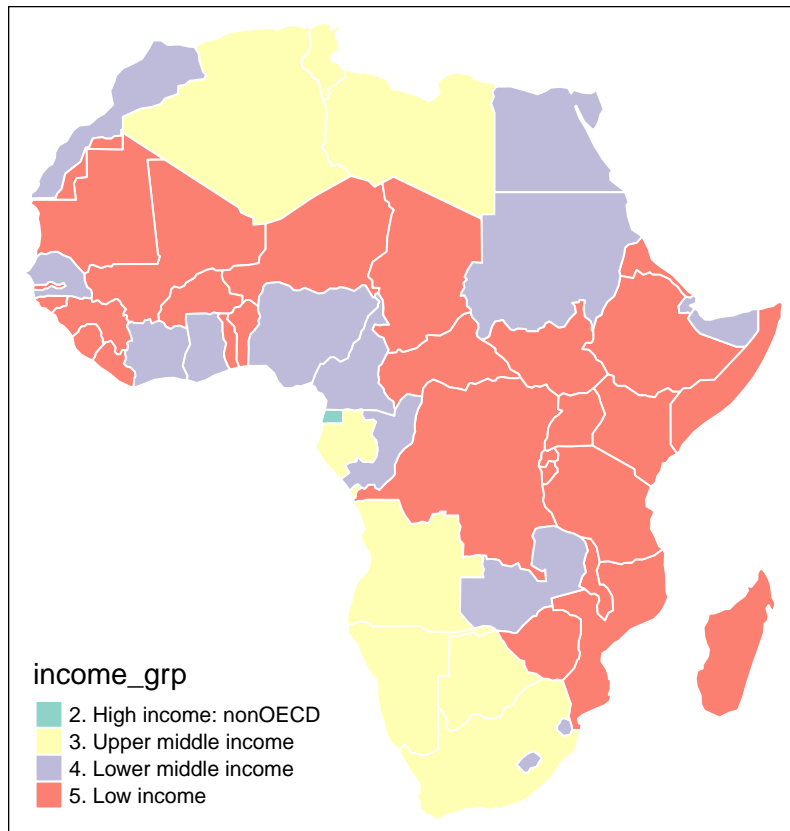 income_grp
2. High income: nonOECD
3. Upper middle income
4. Lower middle income
5. Low income